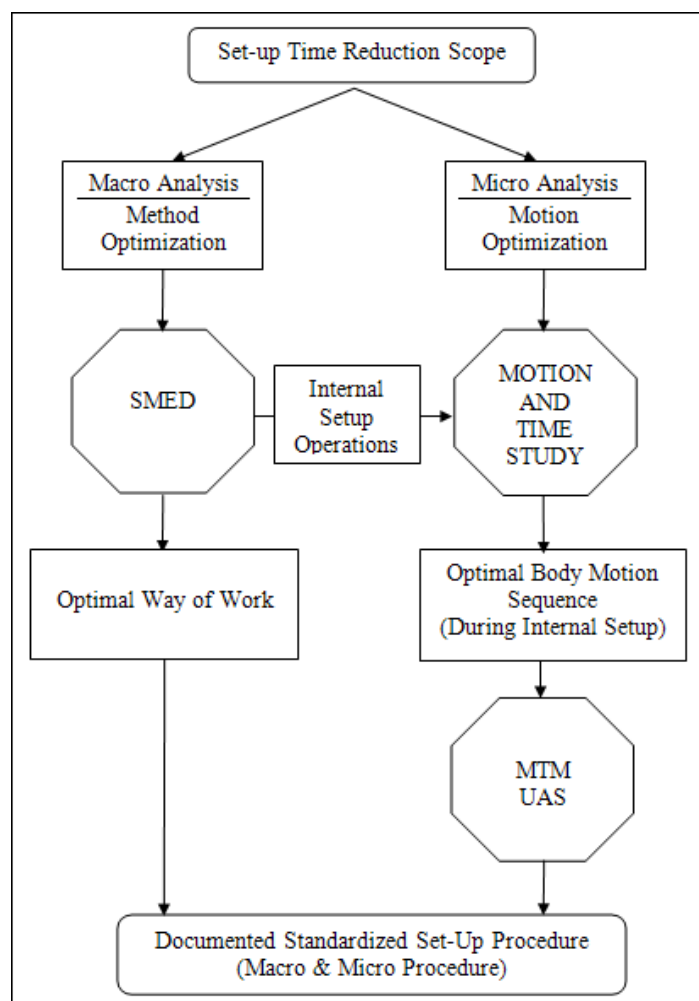 Set-up Time Reduction Scope
Macro Analysis
Method
Optimization
Micro Analysis
Motion
Optimization
SMED
Internal
Setup
Operations
MOTION
AND
TIME
STUDY
Optimal Way of Work
Optimal Body Motion
Sequence
(During Internal Setup)
MTM
UAS
Documented Standardized Set-Up Procedure
(Macro & Micro Procedure)